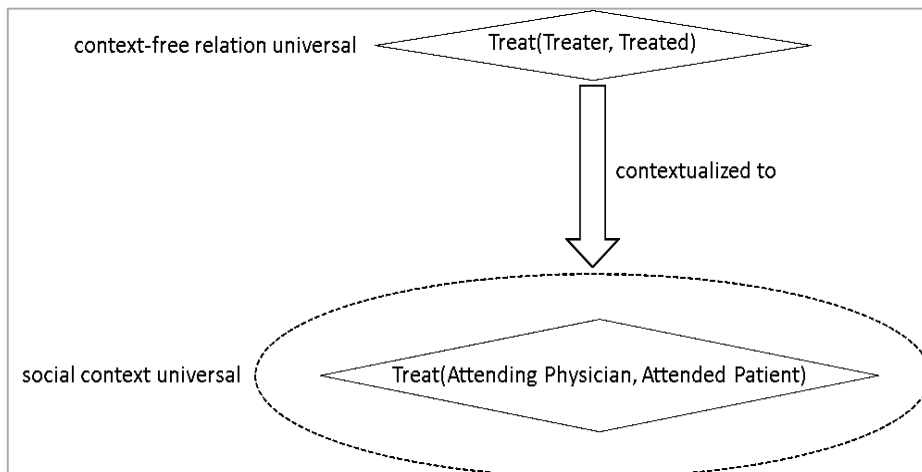 context-free relation universal
Treat(Treater, Treated)
contextualized to
social context universal
Treat(Attending Physician, Attended Patient)